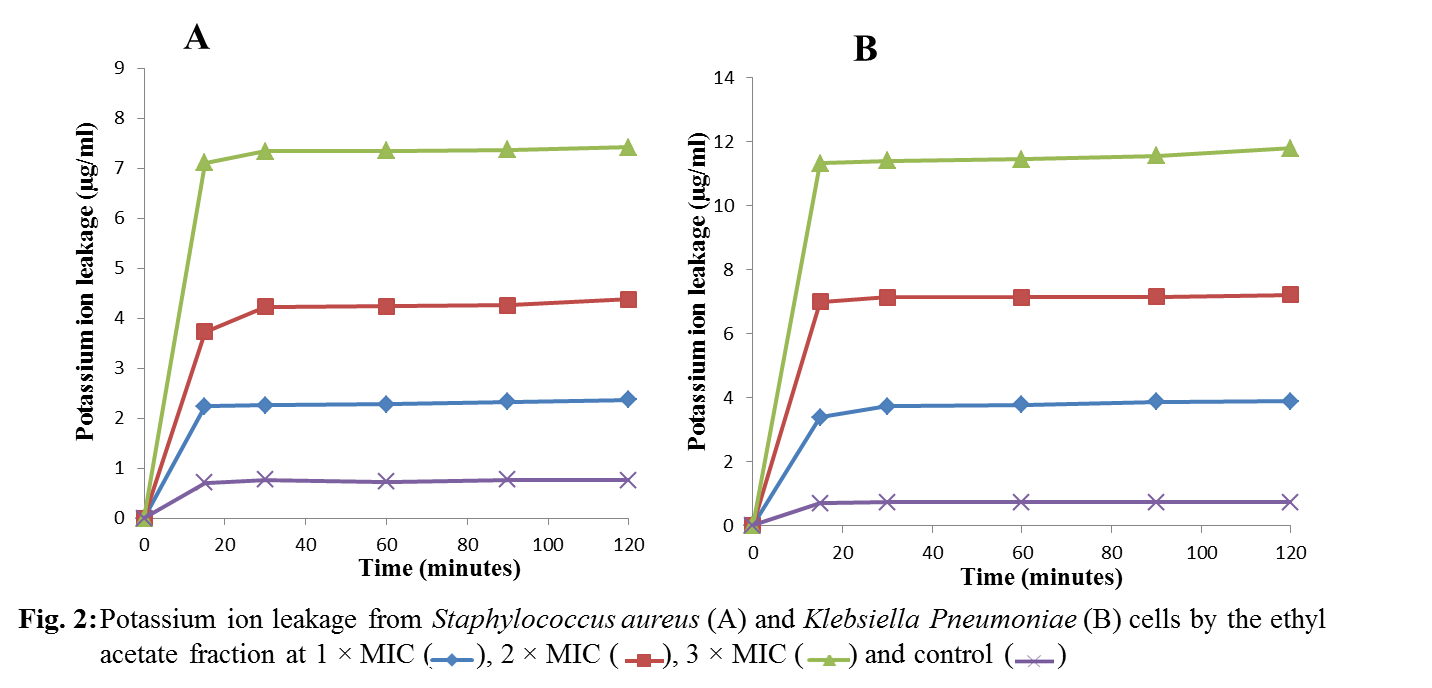 A
9
8
7
6
5
4
3
2
1
0
Potassium ion leakage (µg/ml)
0 20 40 60 80 100 120
Time (minutes)
B
14
12
10
8
6
4
2
0
Potassium ion leakage (µg/ml)
0 20 40 60 80 100 120
Time (minutes)
Fig. 2: Potassium ion leakage from Staphylococcus aureus (A) and Klebsiella Pneumoniae (B) cells by the ethyl
acetate fraction at 1 × MIC ( ), 2 × MIC ( ), 3 × MIC ( ) and control ( )